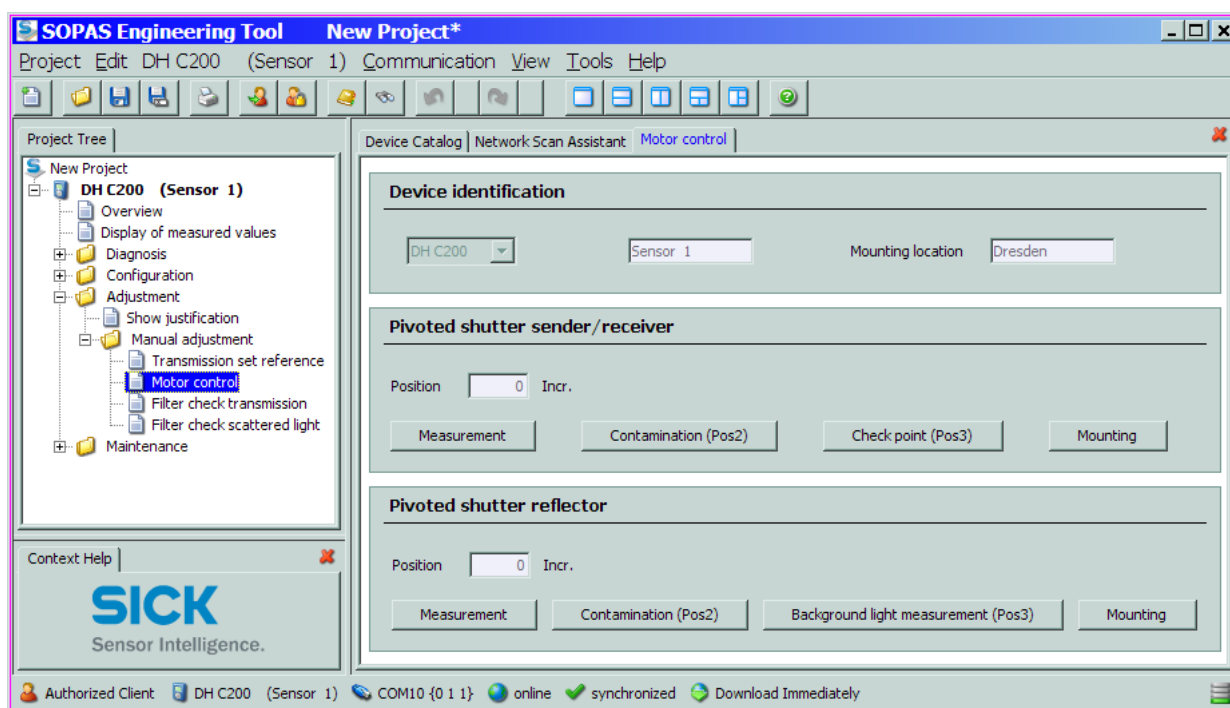 SOPAS Engineering Tool New Project*
Project Edit DH C200 (Sensor 1) Communication View Tools Help
Project Tree
New Project
DH C200 (Sensor 1)
Overview
Display of measured values
Diagnosis
Configuration
Adjustment
Show justification
Manual adjustment
Transmission set reference
Motor control
Filter check transmission
Filter check scattered light
Maintenance
Context Help
SICK
Sensor Intelligence.
Device Catalog Network Scan Assistant Motor control
Device identification
DH C200 Sensor 1 Mounting location Dresden
Pivoted shutter sender/receiver
Position 0 Incr.
Measurement Contamination (Pos2) Check point (Pos3) Mounting
Pivoted shutter reflector
Position 0 Incr.
Measurement Contamination (Pos2) Background light measurement (Pos3) Mounting
Authorized Client DH C200 (Sensor 1) COM10 {0 1 1} online synchronized Download Immediately